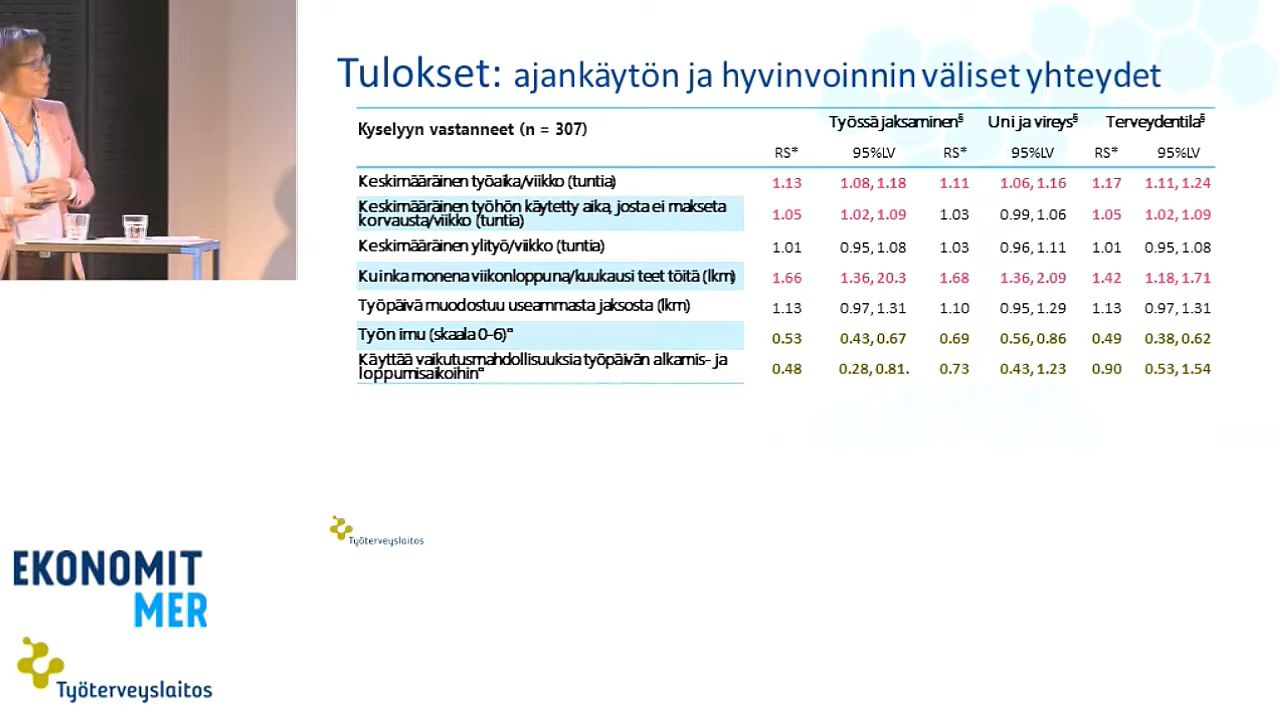 Tulokset: ajankäytön ja hyvinvoinnin väliset yhteydet
Kyselyyn vastanneet (n = 307) Työssä jaksaminen§ Uni ja vireys§ Terveydentila§
RS* 95%LV RS* 95%LV RS* 95%LV
Keskimääräinen työaika/viikko (tuntia) 1.13 1.08, 1.18 1.11 1.06, 1.16 1.17 1.11, 1.24
Keskimääräinen työhön käytetty aika, josta ei makseta
korvausta/viikko (tuntia) 1.05 1.02, 1.09 1.03 0.99, 1.06 1.05 1.02, 1.09
Keskimääräinen ylityö/viikko (tuntia) 1.01 0.95, 1.08 1.03 0.96, 1.11 1.01 0.95, 1.08
Kuinka monena viikonloppuna/kuukausi teet töitä (lkm) 1.66 1.36, 20.3 1.68 1.36, 2.09 1.42 1.18, 1.71
Työpäivä muodostuu useammasta jaksosta (lkm) 1.13 0.97, 1.31 1.10 0.95, 1.29 1.13 0.97, 1.31
Työn imu (skaala 0-6)¤ 0.53 0.43, 0.67 0.69 0.56, 0.86 0.49 0.38, 0.62
Käyttää vaikutusmahdollisuuksia työpäivän alkamis- ja
loppumisaikoihin¤ 0.48 0.28, 0.81. 0.73 0.43, 1.23 0.90 0.53, 1.54
Työterveyslaitos
EKONOMIT
MER
Työterveyslaitos